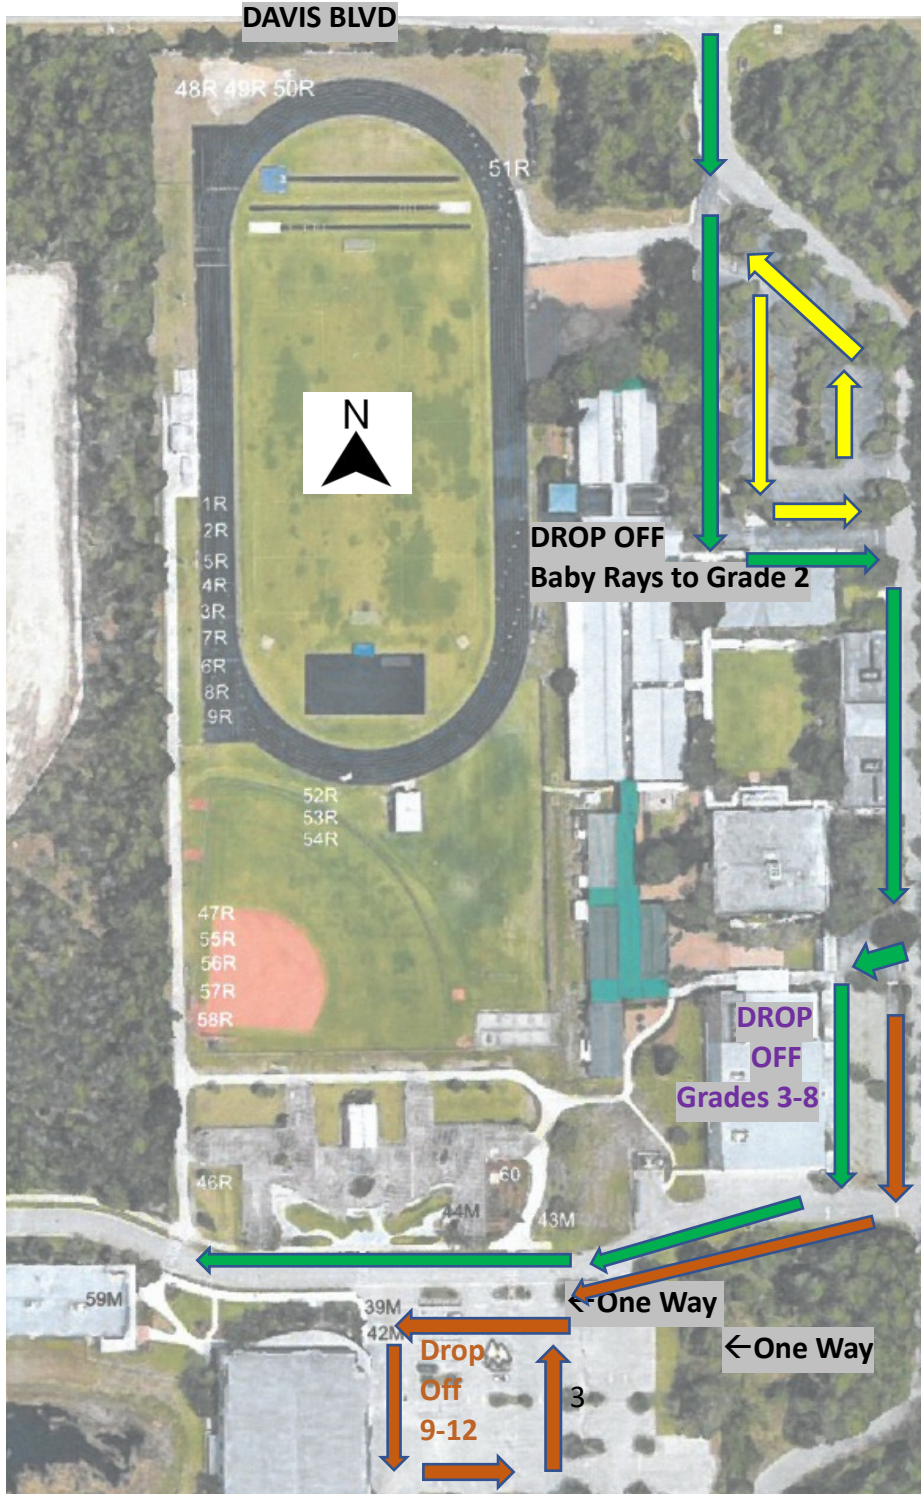 DAVIS BLVD
48R 49R 50R
51R
N
1R
2R
5R
4R
3R
7R
6R
8R
9R
DROP OFF
Baby Rays to Grade 2
52R
53R
54R
47R
55R
56R
57R
58R
DROP
OFF
Grades 3-8
46R
60
44M
43M
59M
39M
←One Way
42M
Drop
Off
9-12
←One Way
3